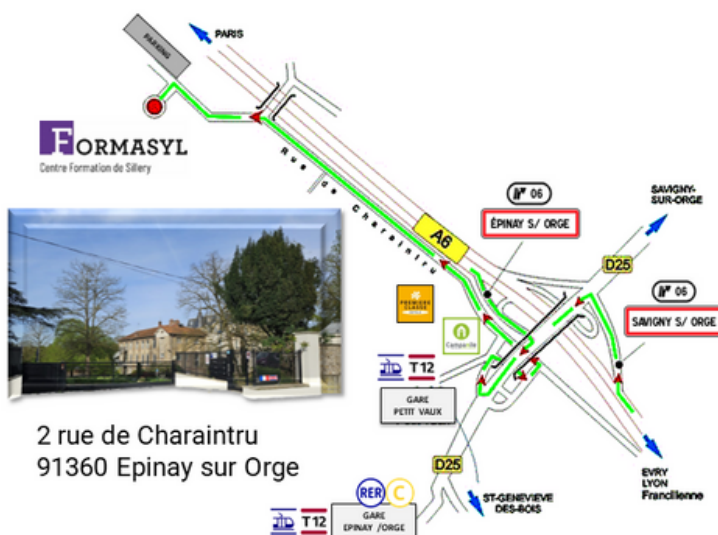 PARKING
PARIS
FORMASYL
Centre Formation de Sillery
Rue de Charaintru
A6
N° 06
ÉPINAY S/ ORGE
SAVIGNY-
SUR-ORGE
D25
N° 06
SAVIGNY S/ ORGE
PREMIERE
CLASSE
Campanile
T12
GARE
PETIT VAUX
2 rue de Charaintru
91360 Epinay sur Orge
D25
EVRY
LYON
Francilienne
RER C
ST-GENEVIEVE
DES-BOIS
T12
GARE
EPINAY /ORGE